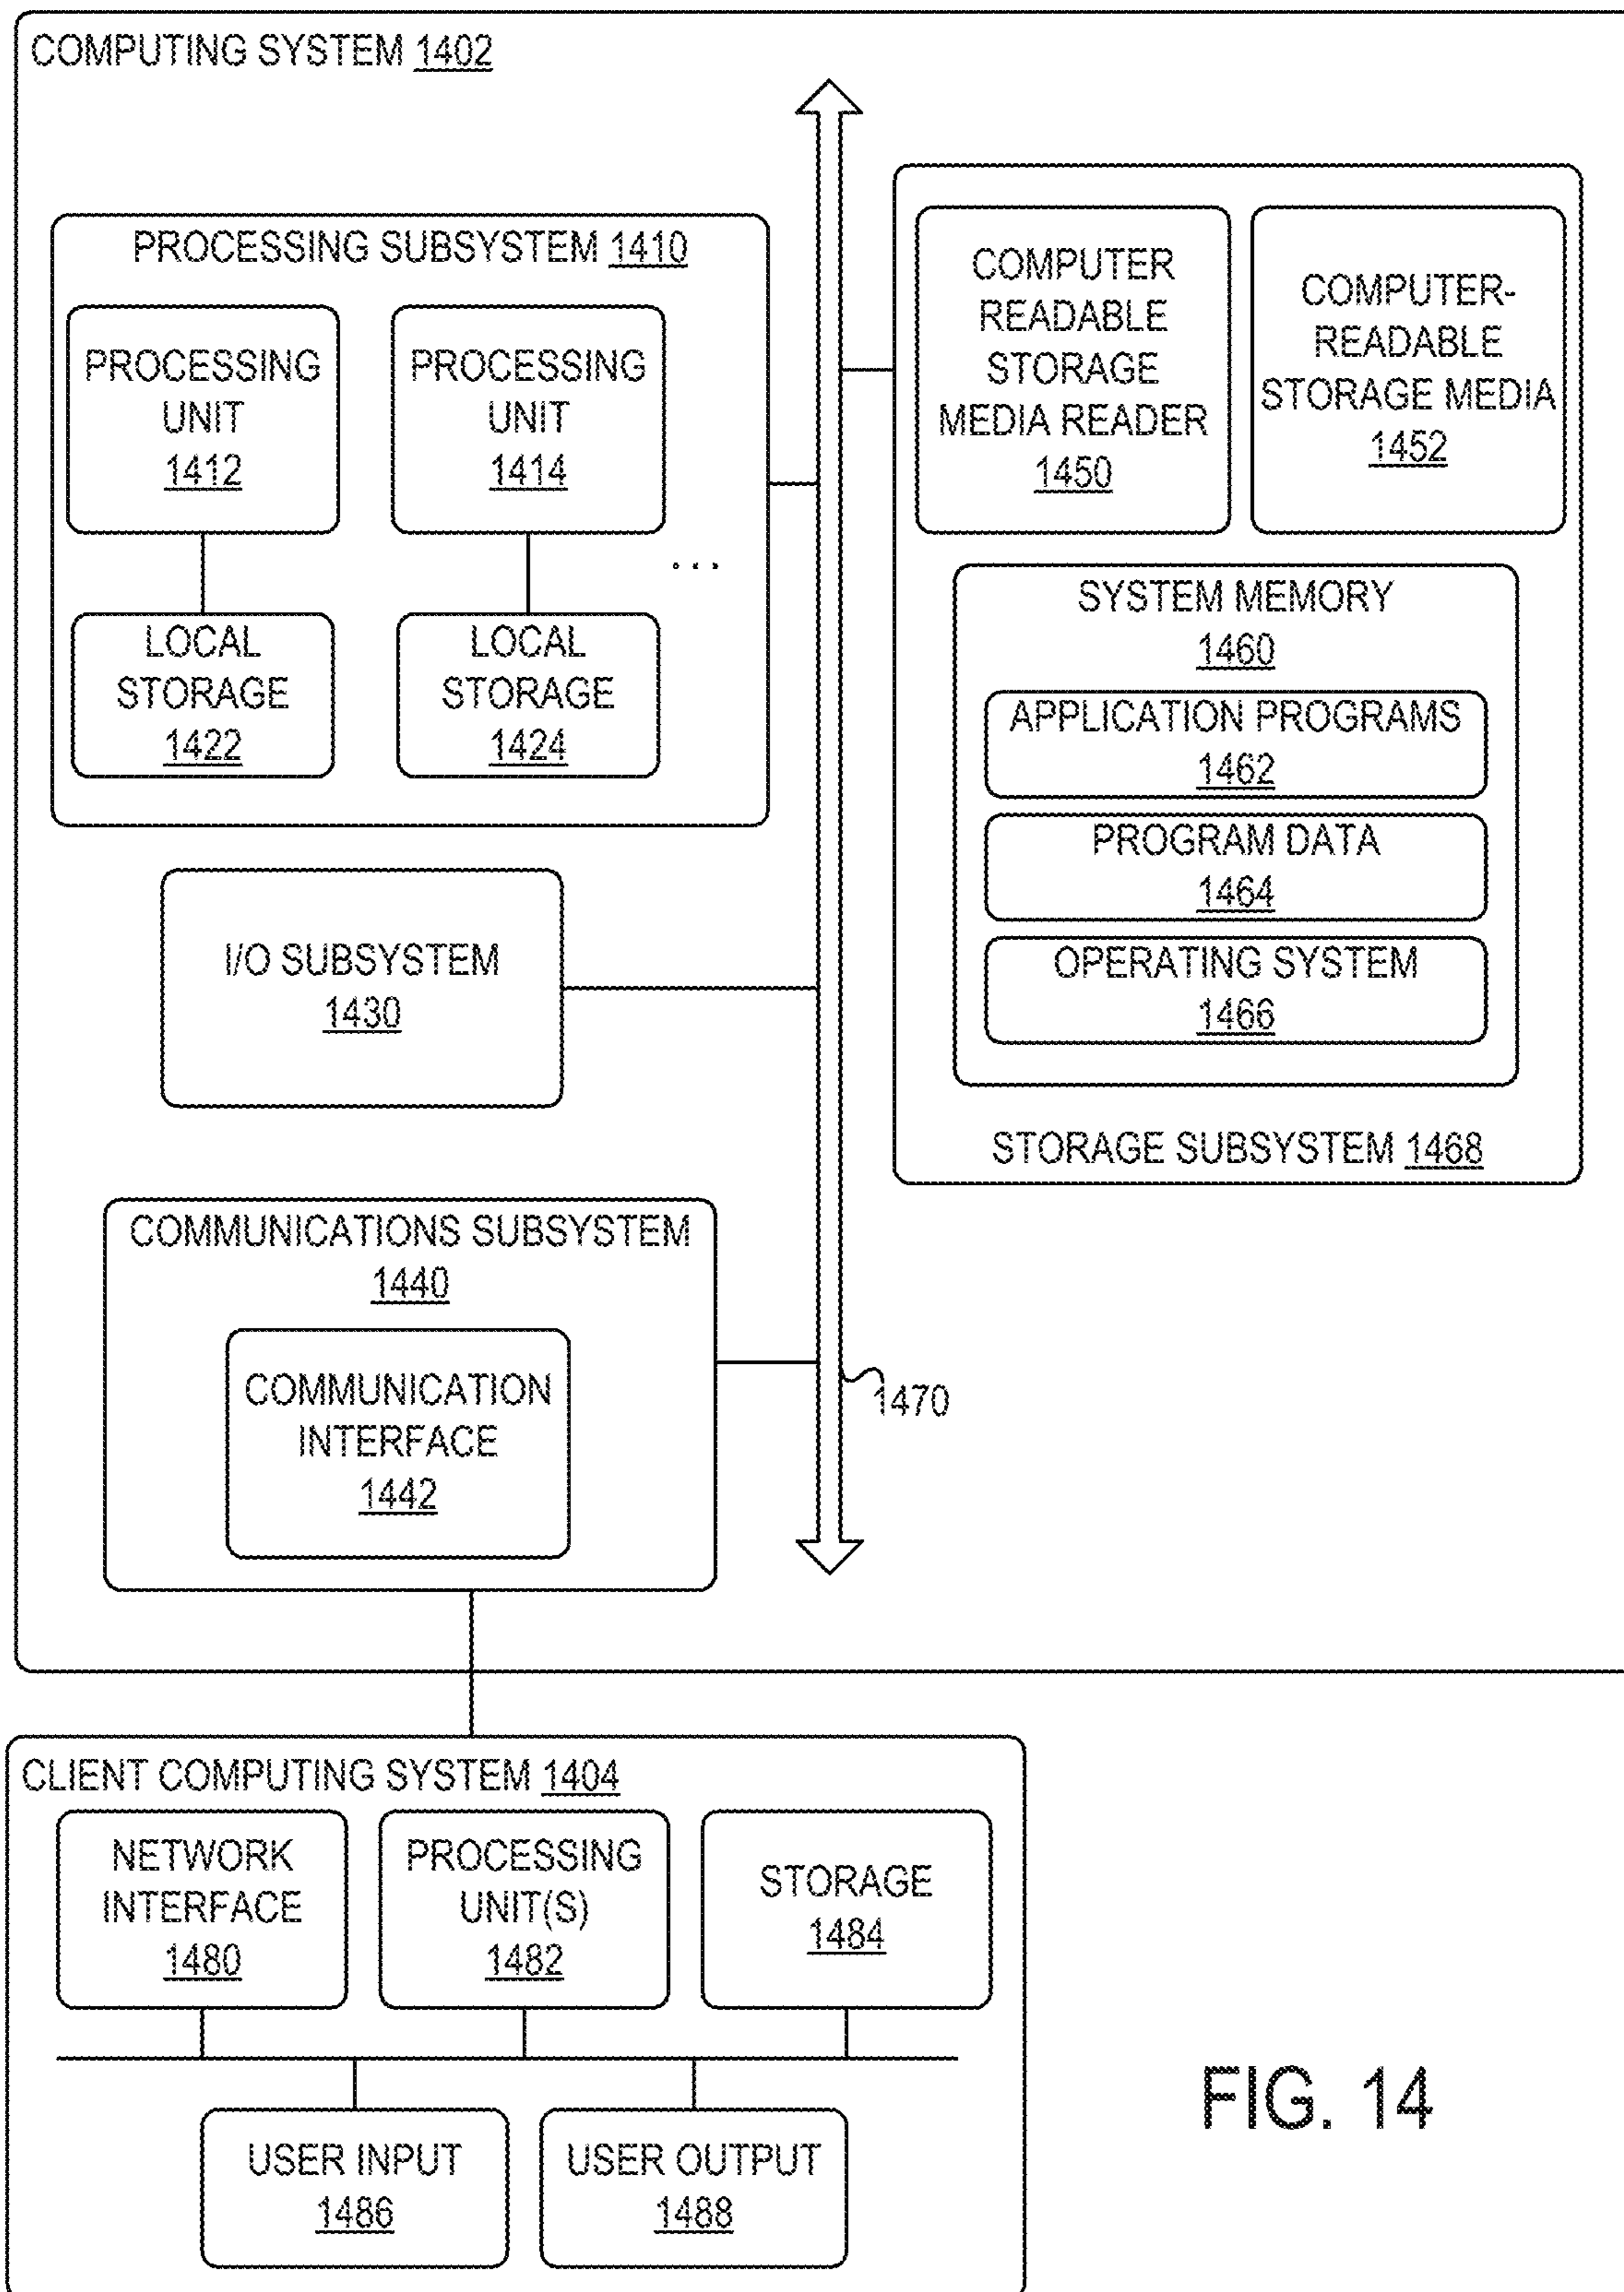 COMPUTING SYSTEM 1402
PROCESSING SUBSYSTEM 1410
PROCESSING
UNIT
1412
PROCESSING
UNIT
1414
...
LOCAL
STORAGE
1422
LOCAL
STORAGE
1424
I/O SUBSYSTEM
1430
COMMUNICATIONS SUBSYSTEM
1440
COMMUNICATION
INTERFACE
1442
1470
COMPUTER
READABLE
STORAGE
MEDIA READER
1450
COMPUTER-
READABLE
STORAGE MEDIA
1452
SYSTEM MEMORY
1460
APPLICATION PROGRAMS
1462
PROGRAM DATA
1464
OPERATING SYSTEM
1466
STORAGE SUBSYSTEM 1468
CLIENT COMPUTING SYSTEM 1404
NETWORK
INTERFACE
1480
PROCESSING
UNIT(S)
1482
STORAGE
1484
USER INPUT
1486
USER OUTPUT
1488
FIG. 14